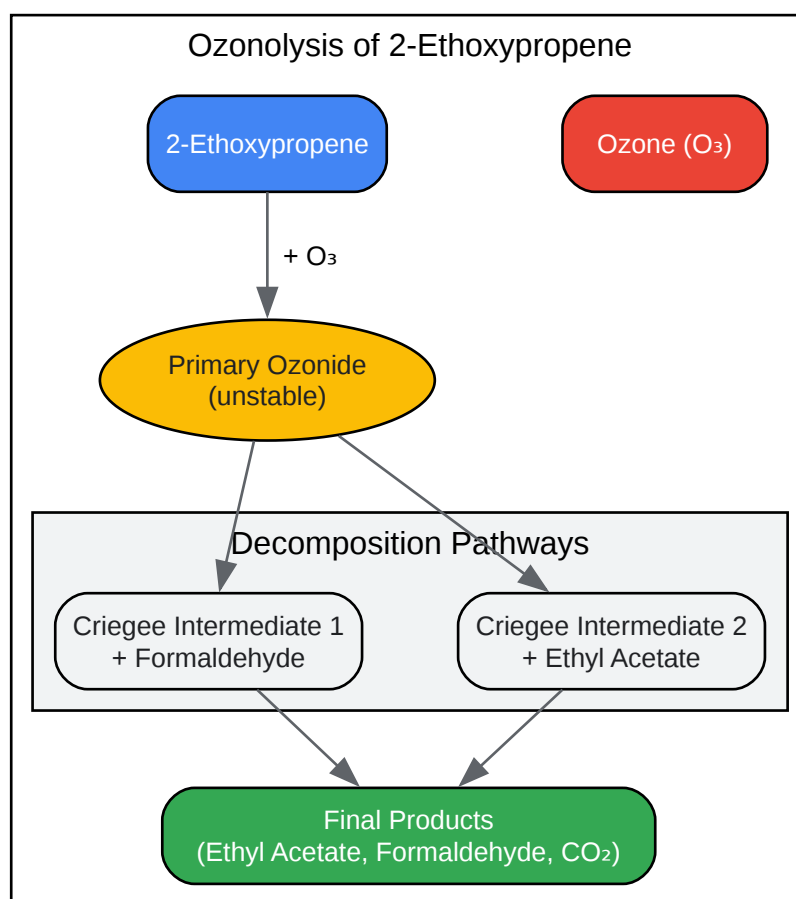 Ozonolysis of 2-Ethoxypropene
2-Ethoxypropene
Ozone (O₃)
+ O₃
Primary Ozonide
(unstable)
Decomposition Pathways
Criegee Intermediate 1
+ Formaldehyde
Criegee Intermediate 2
+ Ethyl Acetate
Final Products
(Ethyl Acetate, Formaldehyde, CO₂)